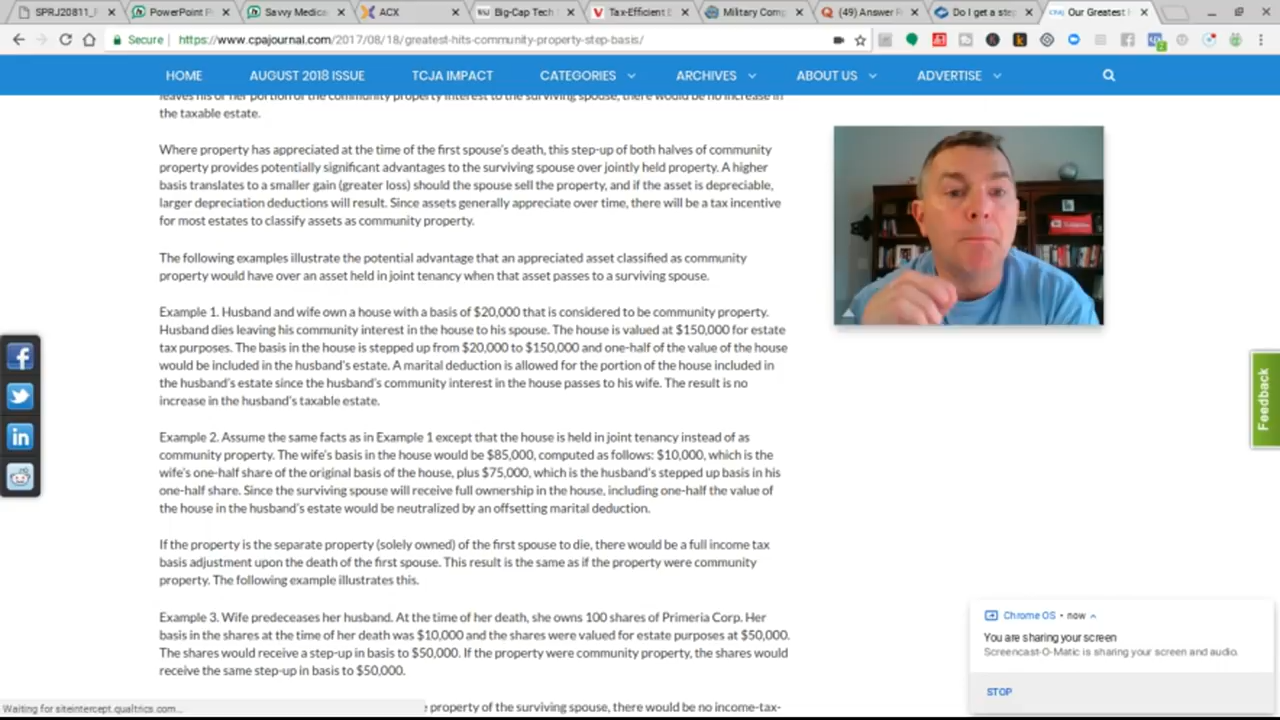 SPRJ20811_
PowerPoint P
Savvy Medica
ACX
Big-Cap Tech
Tax-Efficient
Military Com
(49) Answer
Do I get a ste
Our Greatest
Secure
https://www.cpajournal.com/2017/08/18/greatest-hits-community-property-step-basis/
HOME AUGUST 2018 ISSUE TCJA IMPACT CATEGORIES ARCHIVES ABOUT US ADVERTISE
leaves his or her portion of the community property interest to the surviving spouse, there would be no increase in
the taxable estate.
Where property has appreciated at the time of the first spouse's death, this step-up of both halves of community
property provides potentially significant advantages to the surviving spouse over jointly held property. A higher
basis translates to a smaller gain (greater loss) should the spouse sell the property, and if the asset is depreciable,
larger depreciation deductions will result. Since assets generally appreciate over time, there will be a tax incentive
for most estates to classify assets as community property.
The following examples illustrate the potential advantage that an appreciated asset classified as community
property would have over an asset held in joint tenancy when that asset passes to a surviving spouse.
Example 1. Husband and wife own a house with a basis of $20,000 that is considered to be community property.
Husband dies leaving his community interest in the house to his spouse. The house is valued at $150,000 for estate
tax purposes. The basis in the house is stepped up from $20,000 to $150,000 and one-half of the value of the house
would be included in the husband's estate. A marital deduction is allowed for the portion of the house included in
the husband's estate since the husband's community interest in the house passes to his wife. The result is no
increase in the husband's taxable estate.
Example 2. Assume the same facts as in Example 1 except that the house is held in joint tenancy instead of as
community property. The wife's basis in the house would be $85,000, computed as follows: $10,000, which is the
wife's one-half share of the original basis of the house, plus $75,000, which is the husband's stepped up basis in his
one-half share. Since the surviving spouse will receive full ownership in the house, including one-half the value of
the house in the husband's estate would be neutralized by an offsetting marital deduction.
If the property is the separate property (solely owned) of the first spouse to die, there would be a full income tax
basis adjustment upon the death of the first spouse. This result is the same as if the property were community
property. The following example illustrates this.
Example 3. Wife predeceases her husband. At the time of her death, she owns 100 shares of Primeria Corp. Her
basis in the shares at the time of her death was $10,000 and the shares were valued for estate purposes at $50,000.
The shares would receive a step-up in basis to $50,000. If the property were community property, the shares would
receive the same step-up in basis to $50,000.
property of the surviving spouse, there would be no income-tax-
Waiting for siteintercept.qualtrics.com...
Feedback
Chrome OS • now
You are sharing your screen
Screencast-O-Matic is sharing your screen and audio.
STOP